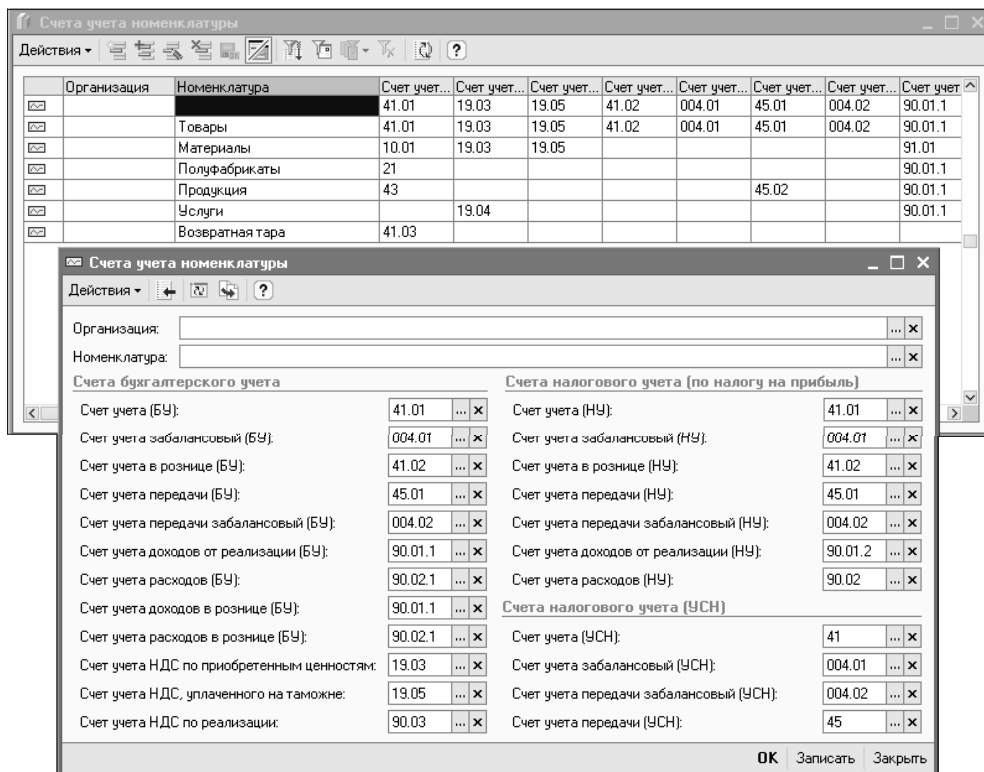 Счета учета номенклатуры
Действия
Организация Номенклатура Счет учет... Счет учет... Счет учет... Счет учет... Счет учет... Счет учет... Счет учет... Счет учет
41.01 19.03 19.05 41.02 004.01 45.01 004.02 90.01.1
Товары 41.01 19.03 19.05 41.02 004.01 45.01 004.02 90.01.1
Материалы 10.01 19.03 19.05 91.01
Полуфабрикаты 21 90.01.1
Продукция 43 45.02 90.01.1
Услуги 19.04 90.01.1
Возвратная тара 41.03
Счета учета номенклатуры
Действия
Организация:
Номенклатура:
Счета бухгалтерского учета
Счет учета (БУ): 41.01
Счет учета забалансовый (БУ): 004.01
Счет учета в рознице (БУ): 41.02
Счет учета передачи (БУ): 45.01
Счет учета передачи забалансовый (БУ): 004.02
Счет учета доходов от реализации (БУ): 90.01.1
Счет учета расходов (БУ): 90.02.1
Счет учета доходов в рознице (БУ): 90.01.1
Счет учета расходов в рознице (БУ): 90.02.1
Счет учета НДС по приобретенным ценностям: 19.03
Счет учета НДС, уплаченного на таможне: 19.05
Счет учета НДС по реализации: 90.03
Счета налогового учета (по налогу на прибыль)
Счет учета (НУ): 41.01
Счет учета забалансовый (НУ): 004.01
Счет учета в рознице (НУ): 41.02
Счет учета передачи (НУ): 45.01
Счет учета передачи забалансовый (НУ): 004.02
Счет учета доходов от реализации (НУ): 90.01.2
Счет учета расходов (НУ): 90.02
Счета налогового учета (УСН)
Счет учета (УСН): 41
Счет учета забалансовый (УСН): 004.01
Счет учета передачи забалансовый (УСН): 004.02
Счет учета передачи (УСН): 45
OK Записать Закрыть